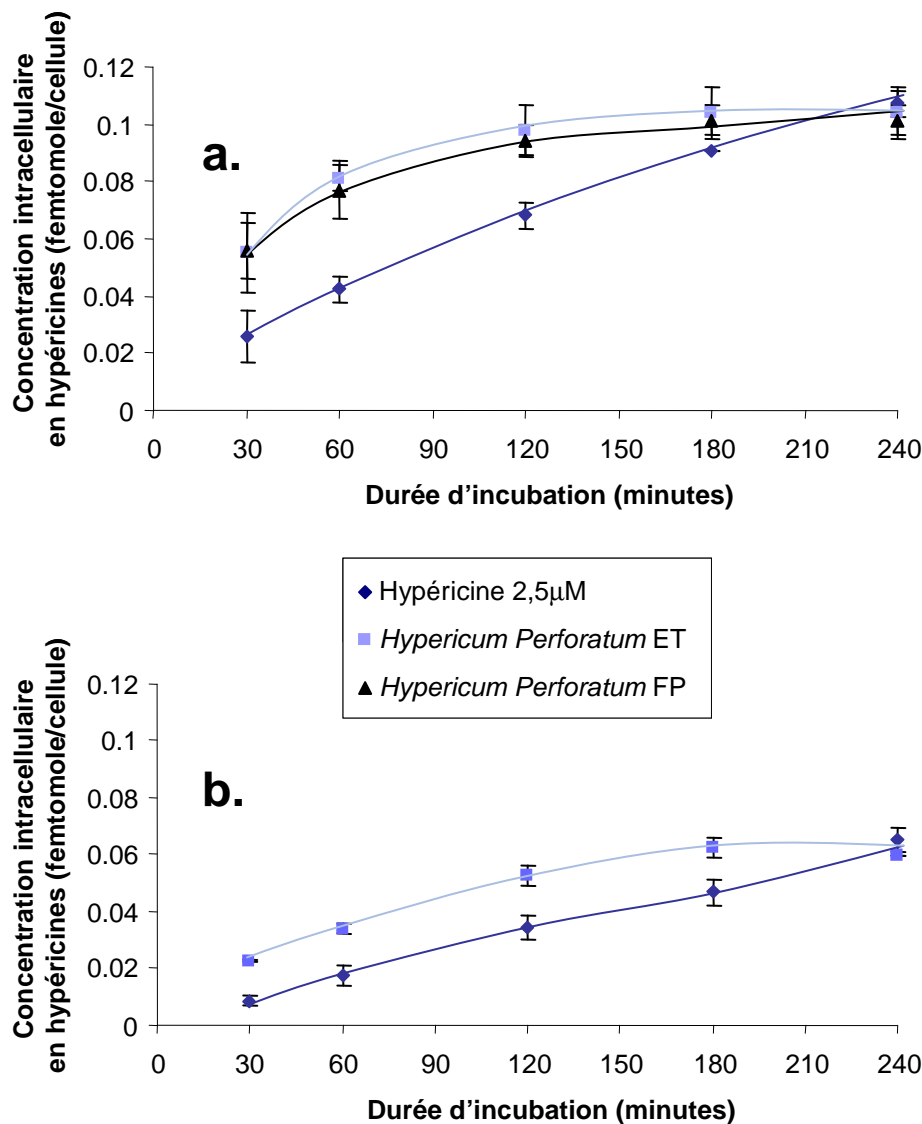 Concentration intracellulaire
en hypéricines (femtomole/cellule)
0.12
0.1
0.08
0.06
0.04
0.02
0
a.
0 30 60 90 120 150 180 210 240
Durée d'incubation (minutes)
Hypéricine 2,5μM
Hypericum Perforatum ET
Hypericum Perforatum FP
Concentration intracellulaire
en hypéricines (femtomole/cellule)
0.12
0.1
0.08
0.06
0.04
0.02
0
b.
0 30 60 90 120 150 180 210 240
Durée d'incubation (minutes)